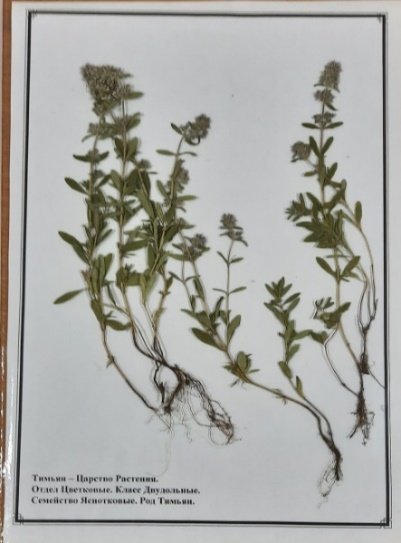 Тимьян – Царство Растения.
Отдел Цветковые. Класс Двудольные.
Семейство Яснотковые. Род Тимьян.